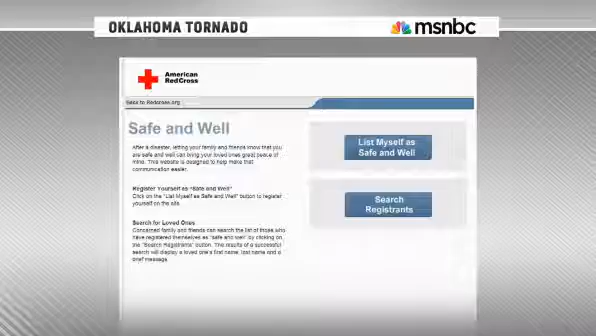 OKLAHOMA TORNADO
msnbc
American
Red Cross
Back to Redcross.org
Safe and Well
After a disaster, letting your family and friends know that you
are safe and well can bring your loved ones great peace of
mind. This website is designed to help make that
communication easier.
Register Yourself as "Safe and Well"
Click on the "List Myself as Safe and Well" button to register
yourself on the site.
Search for Loved Ones
Concerned family and friends can search the list of those who
have registered themselves as "safe and well" by clicking on
the "Search Registrants" button. The results of a successful
search will display a loved one's first name, last name and a
brief message.
List Myself as
Safe and Well
Search
Registrants